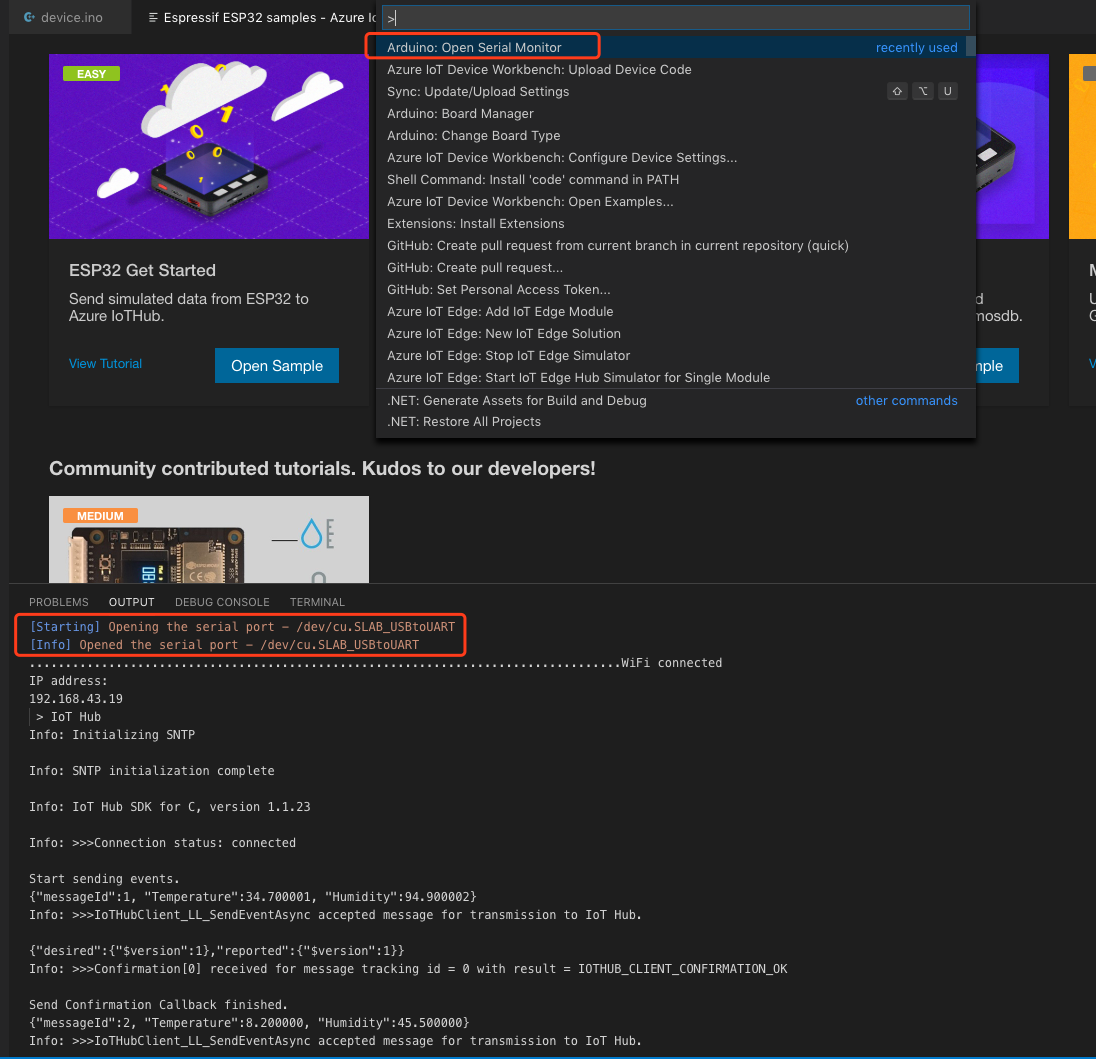 device.ino
Espressif ESP32 samples - Azure Io
>
Arduino: Open Serial Monitor
recently used
Azure IoT Device Workbench: Upload Device Code
Sync: Update/Upload Settings
⇧ ⌥ U
Arduino: Board Manager
Arduino: Change Board Type
Azure IoT Device Workbench: Configure Device Settings...
Shell Command: Install 'code' command in PATH
Azure IoT Device Workbench: Open Examples...
Extensions: Install Extensions
GitHub: Create pull request from current branch in current repository (quick)
GitHub: Create pull request...
GitHub: Set Personal Access Token...
Azure IoT Edge: Add IoT Edge Module
Azure IoT Edge: New IoT Edge Solution
Azure IoT Edge: Stop IoT Edge Simulator
Azure IoT Edge: Start IoT Edge Hub Simulator for Single Module
.NET: Generate Assets for Build and Debug
other commands
.NET: Restore All Projects
EASY
ESP32 Get Started
Send simulated data from ESP32 to
Azure IoTHub.
View Tutorial
Open Sample
d
mosdb.
mple
Community contributed tutorials. Kudos to our developers!
MEDIUM
PROBLEMS OUTPUT DEBUG CONSOLE TERMINAL
[Starting] Opening the serial port - /dev/cu.SLAB_USBtoUART
[Info] Opened the serial port - /dev/cu.SLAB_USBtoUART
..................................................................................WiFi connected
IP address:
192.168.43.19
> IoT Hub
Info: Initializing SNTP
Info: SNTP initialization complete
Info: IoT Hub SDK for C, version 1.1.23
Info: >>>Connection status: connected
Start sending events.
{"messageId":1, "Temperature":34.700001, "Humidity":94.900002}
Info: >>>IoTHubClient_LL_SendEventAsync accepted message for transmission to IoT Hub.
{"desired":{"$version":1},"reported":{"$version":1}}
Info: >>>Confirmation[0] received for message tracking id = 0 with result = IOTHUB_CLIENT_CONFIRMATION_OK
Send Confirmation Callback finished.
{"messageId":2, "Temperature":8.200000, "Humidity":45.500000}
Info: >>>IoTHubClient_LL_SendEventAsync accepted message for transmission to IoT Hub.